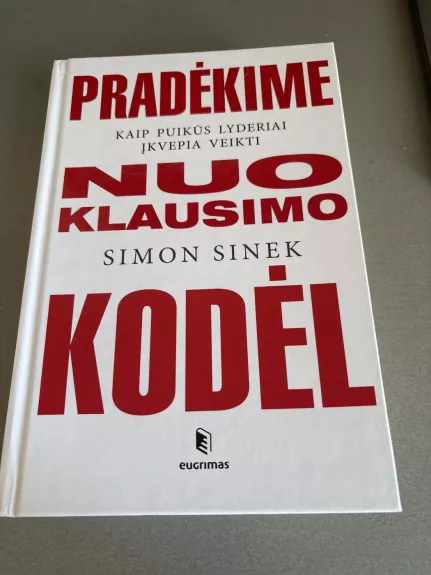 PRADĖKIME
KAIP PUIKŪS LYDERIAI
ĮKVEPIA VEIKTI
NUO
KLAUSIMO
SIMON SINEK
KODĖL
eugrimas